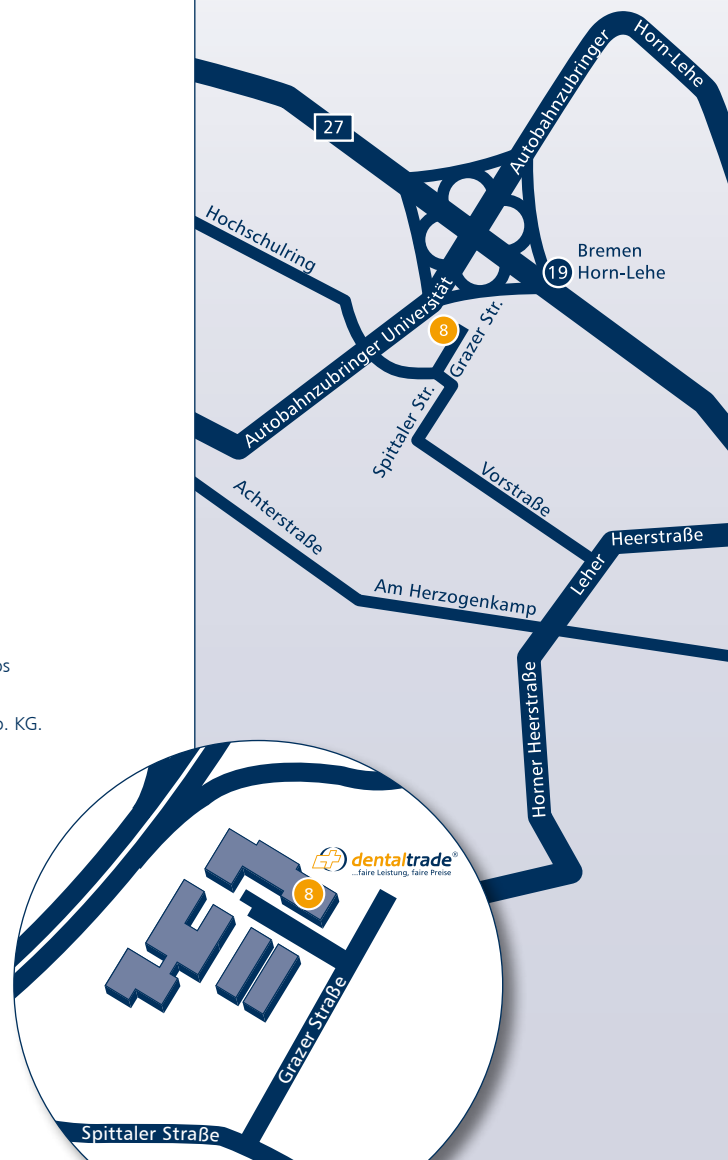 Horn-Lehe
Autobahnzubringer
27
Hochschulring
Bremen
19 Horn-Lehe
Autobahnzubringer Universität
8
Grazer Str.
Spittaler Str.
Vorstraße
Achterstraße
Heerstraße
Leher
Am Herzogenkamp
Horner Heerstraße
. KG.
dentaltrade®
...faire Leistung, faire Preise
8
Grazer Straße
Spittaler Straße